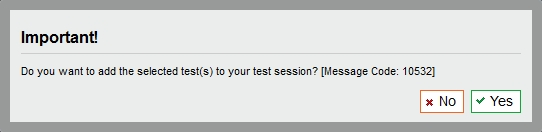 Important!
Do you want to add the selected test(s) to your test session? [Message Code: 10532]
No Yes